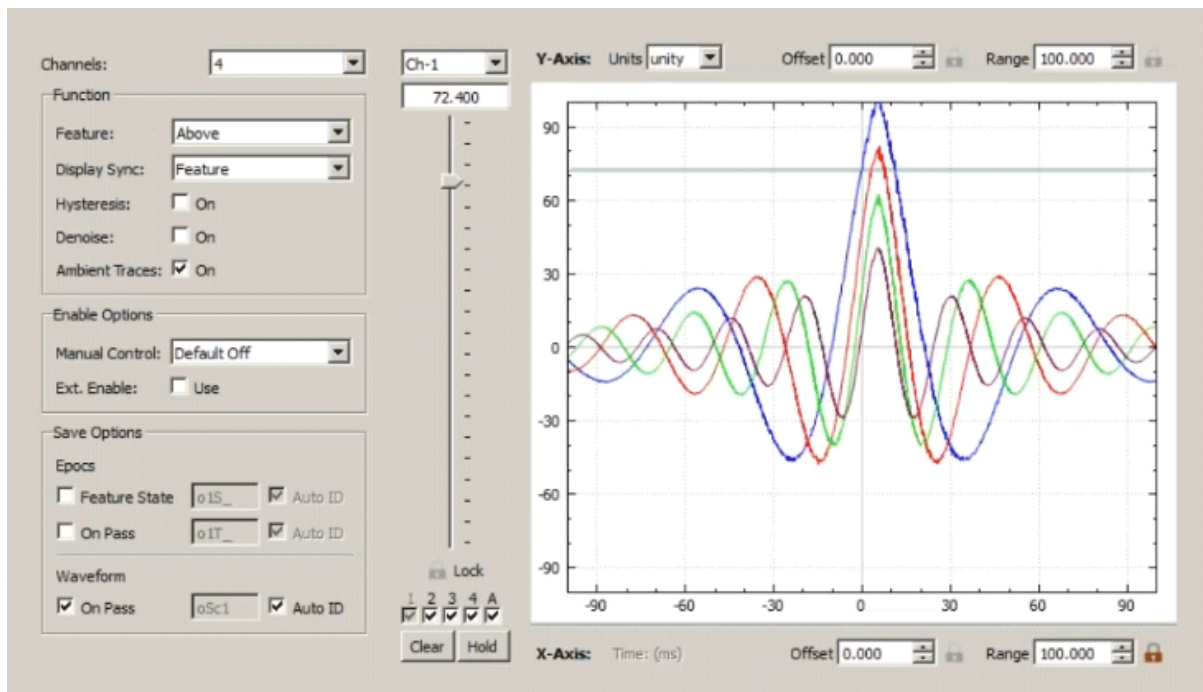 Channels: 4
Function
Feature: Above
Display Sync: Feature
Hysteresis: On
Denoise: On
Ambient Traces: On
Enable Options
Manual Control: Default Off
Ext. Enable: Use
Save Options
Epocs
Feature State o1S_ Auto ID
On Pass o1T_ Auto ID
Waveform
On Pass oSc1 Auto ID
Ch-1
72.400
Lock
1 2 3 4 A
Clear Hold
Y-Axis: Units unity Offset 0.000 Range 100.000
90
60
30
0
-30
-60
-90
-90 -60 -30 0 30 60 90
X-Axis: Time: (ms) Offset 0.000 Range 100.000